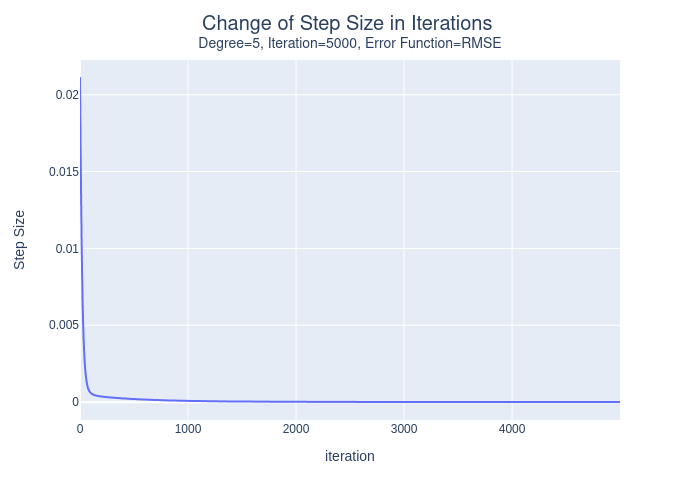 Change of Step Size in Iterations
Degree=5, Iteration=5000, Error Function=RMSE
Step Size
0.02
0.015
0.01
0.005
0
0
1000
2000
3000
4000
iteration